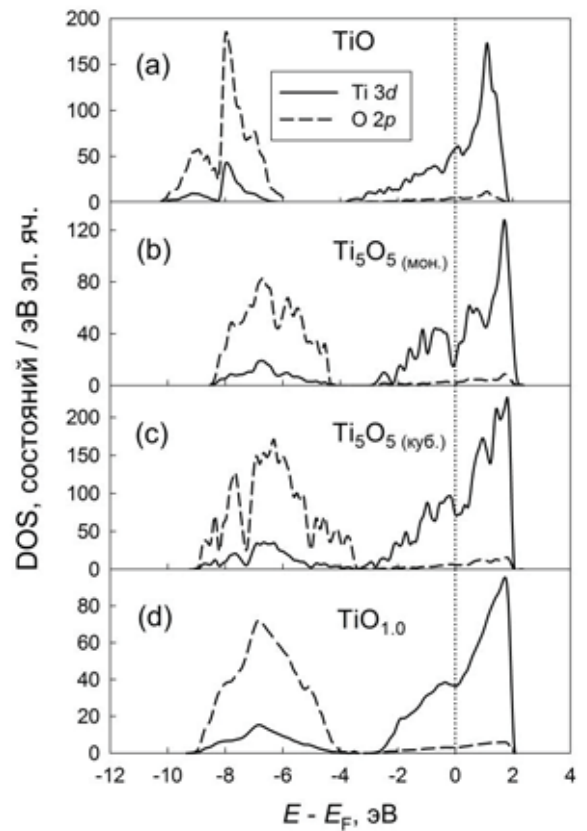 DOS, состояний / эВ эл. яч.
200
150
100
50
0
(a)
TiO
Ti 3d
O 2p
120
80
40
0
(b)
Ti₅O₅ (мон.)
200
150
100
50
0
(c)
Ti₅O₅ (куб.)
80
60
40
20
0
(d)
TiO₁.₀
-12 -10 -8 -6 -4 -2 0 2 4
E - E_F, эВ